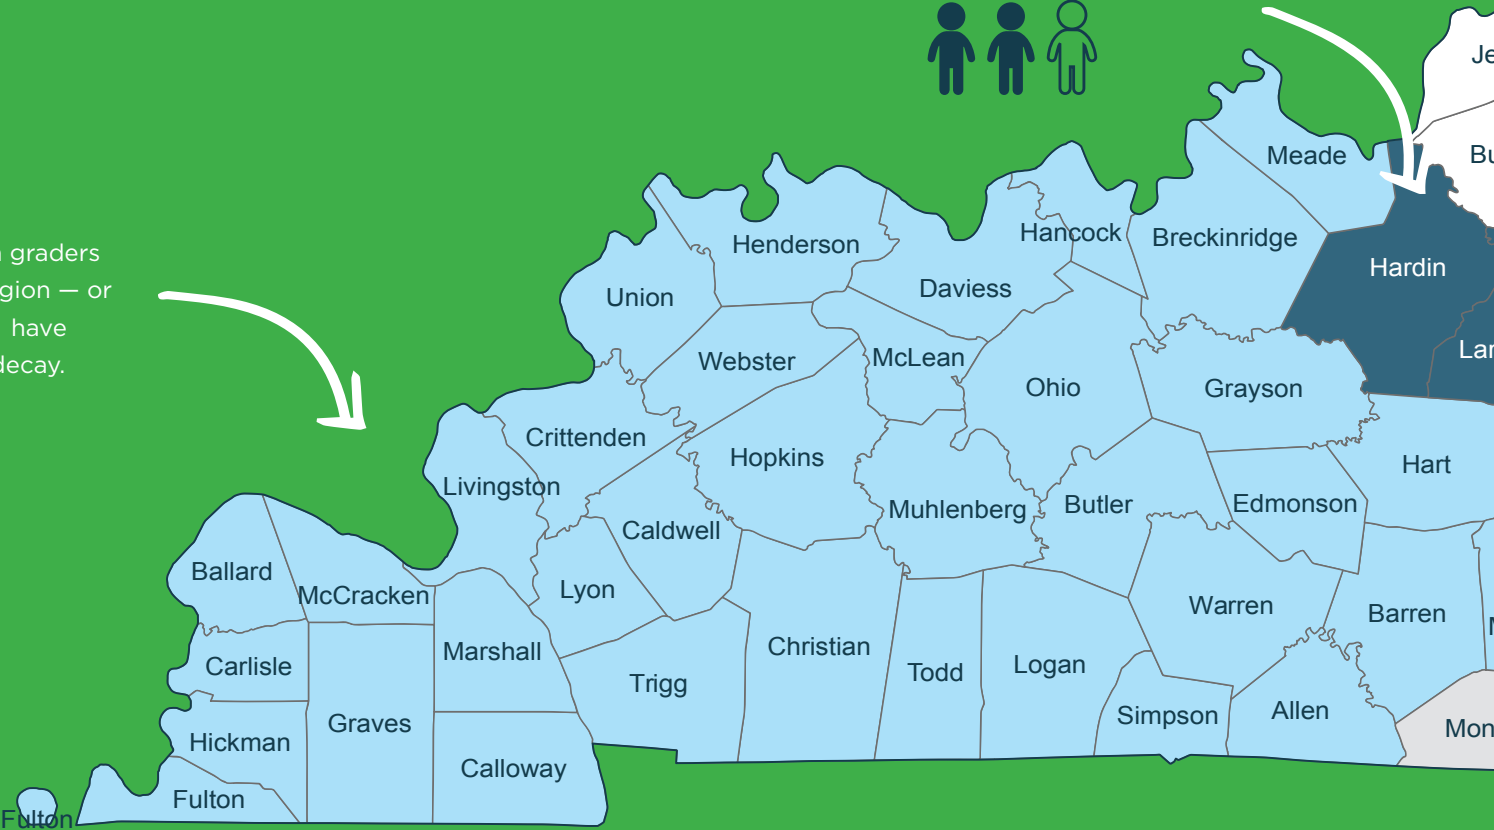 graders
— or
have
decay.
Meade
Hancock
Breckinridge
Henderson
Hardin
Daviess
Union
Webster
McLean
Ohio
Grayson
Crittenden
Hopkins
Hart
Livingston
Muhlenberg
Butler
Edmonson
Caldwell
Ballard
McCracken
Lyon
Warren
Barren
Marshall
Christian
Carlisle
Todd
Logan
Trigg
Simpson
Allen
Graves
Hickman
Calloway
Fulton
Fulton